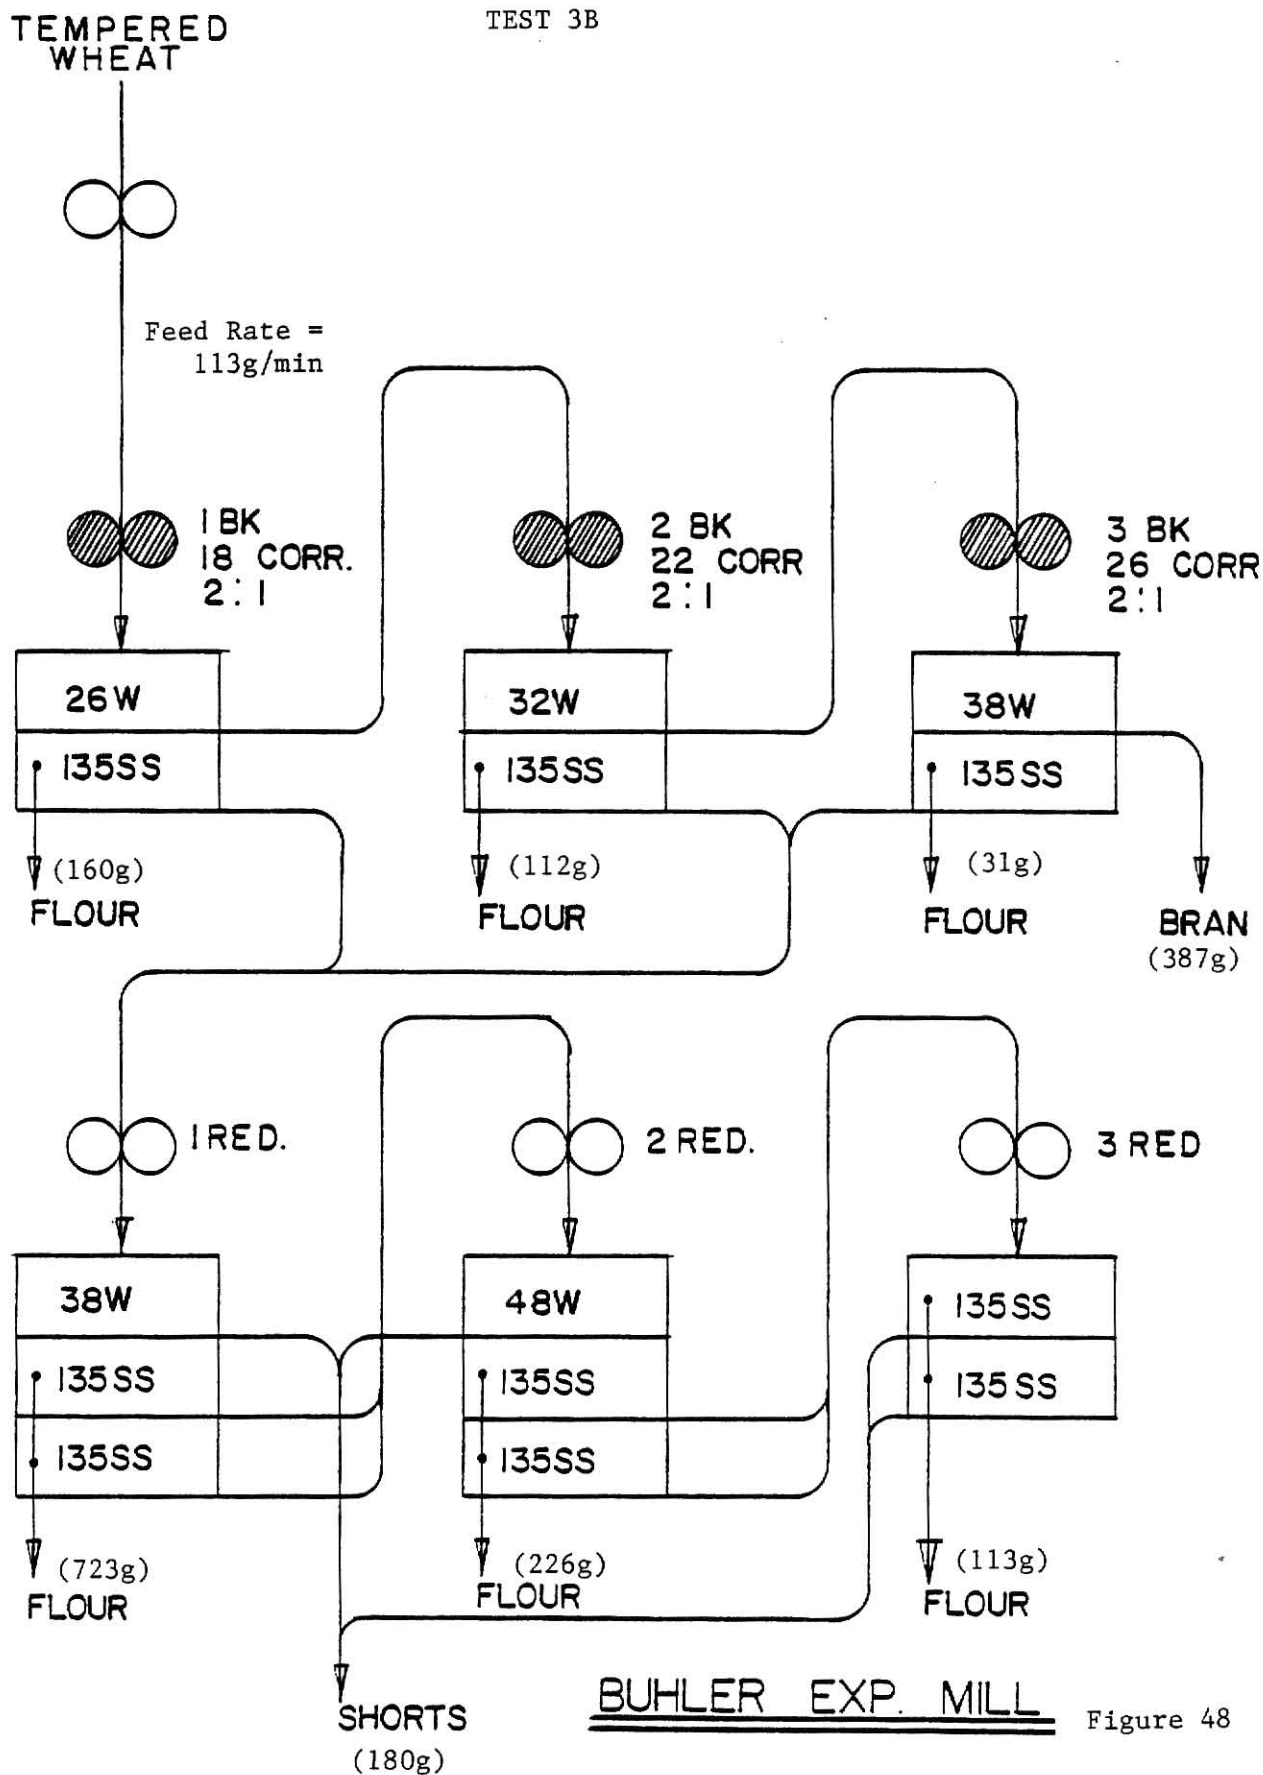 TEST 3B
TEMPERED
WHEAT
Feed Rate =
113g/min
1 BK
18 CORR.
2:1
2 BK
22 CORR
2:1
3 BK
26 CORR
2:1
26W
135SS
32W
135SS
38W
135SS
(160g)
FLOUR
(112g)
FLOUR
(31g)
FLOUR
BRAN
(387g)
1 RED.
2 RED.
3 RED
38W
135SS
135SS
48W
135SS
135SS
135SS
135SS
(723g)
FLOUR
(226g)
FLOUR
(113g)
FLOUR
SHORTS
(180g)
BUHLER EXP. MILL
Figure 48